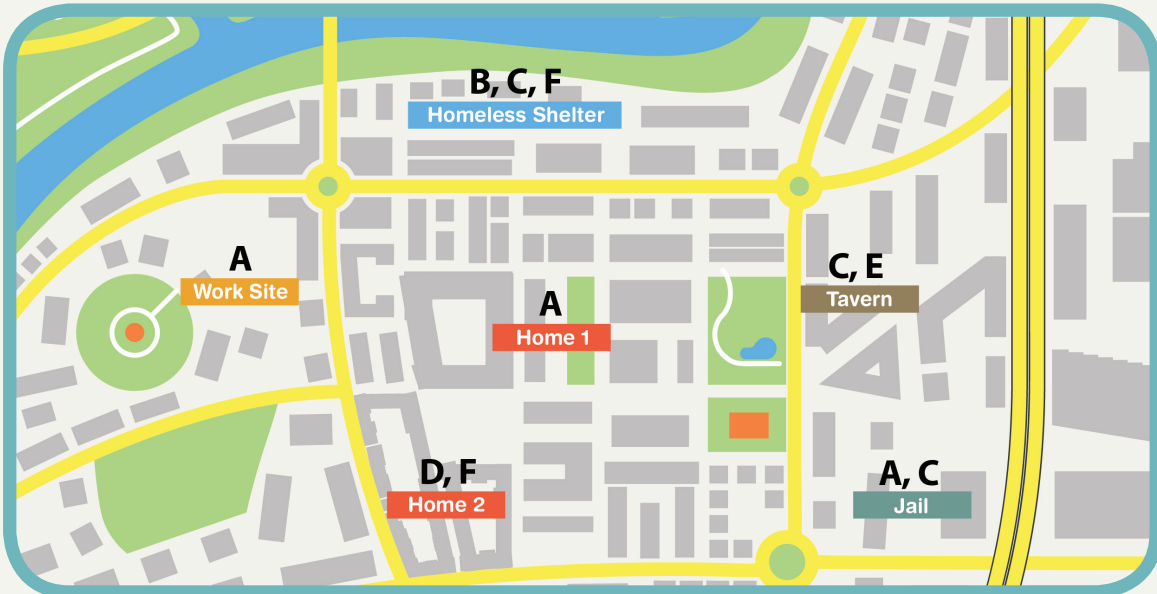 B, C, F
Homeless Shelter
A
Work Site
C, E
Tavern
A
Home 1
D, F
Home 2
A, C
Jail